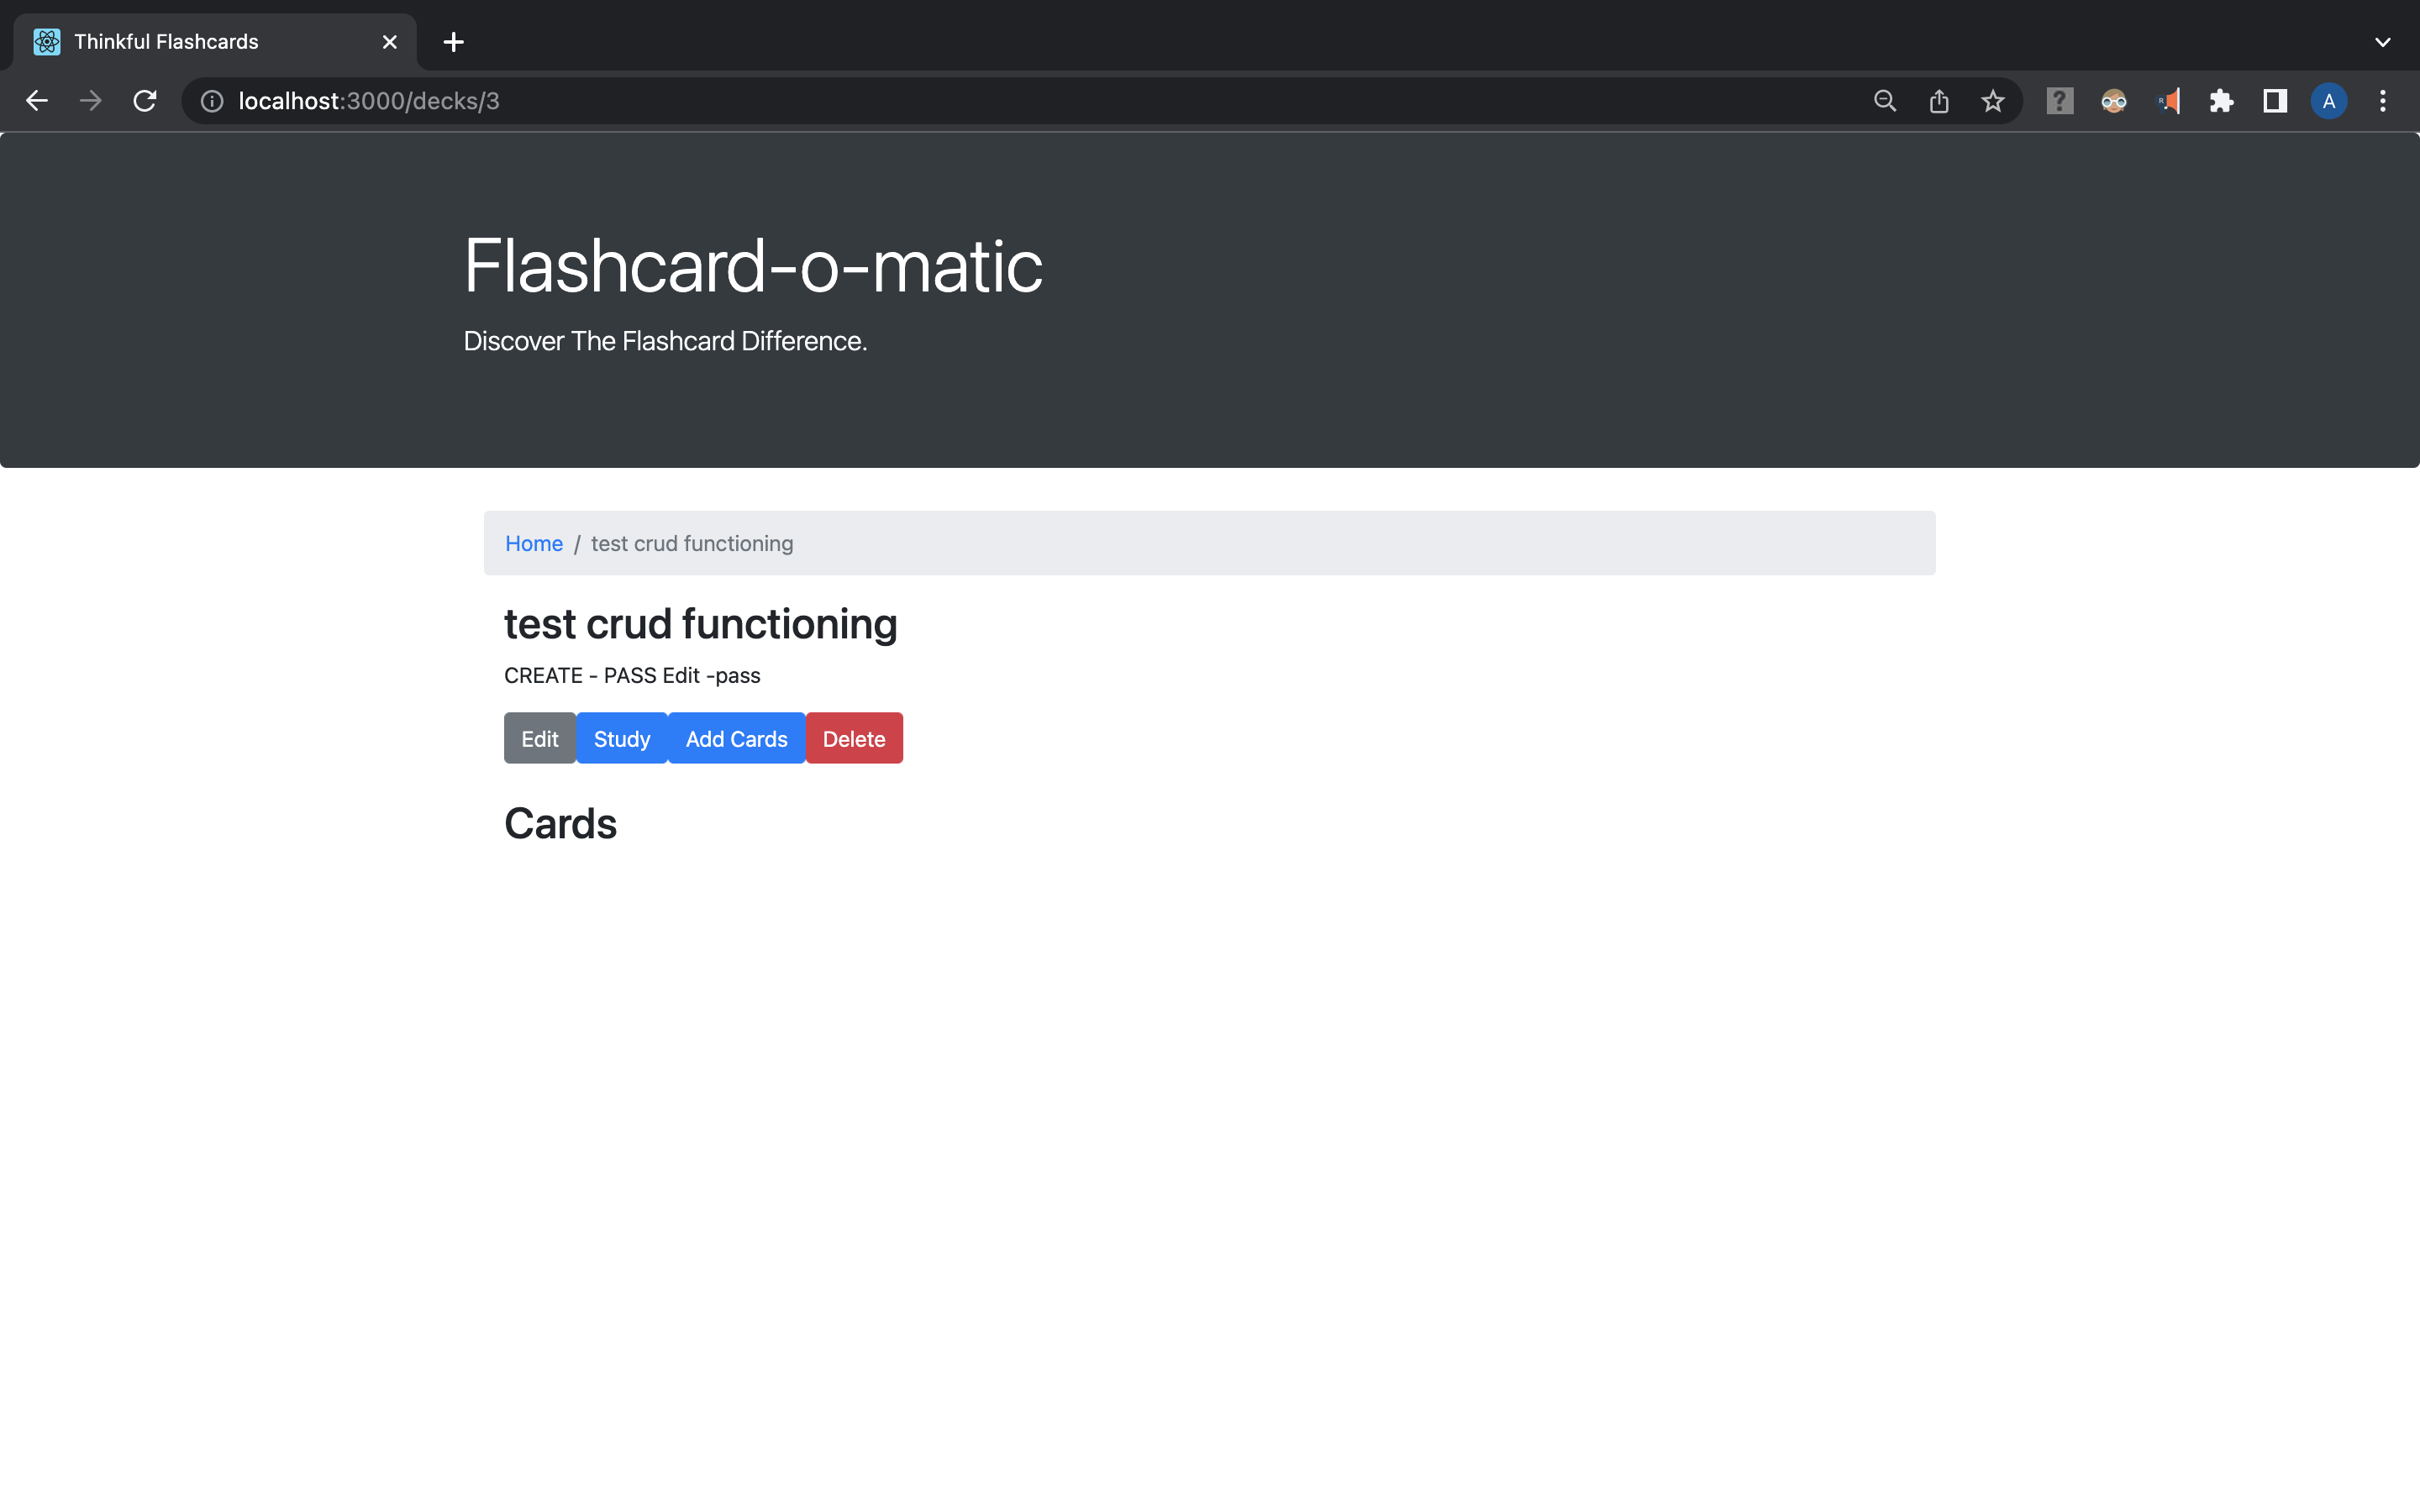 Thinkful Flashcards
localhost:3000/decks/3
A
Flashcard-o-matic
Discover The Flashcard Difference.
Home / test crud functioning
test crud functioning
CREATE - PASS Edit -pass
Edit Study Add Cards Delete
Cards